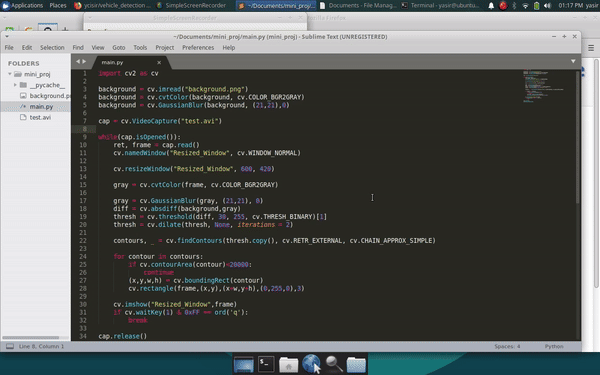 Applications Places
ycisir/vehicle_detection ...
SimpleScreenRecorder
~/Documents/mini_proj/...
Documents - File Manag...
Terminal - yasir@ubuntu...
01:17 PM yasir
SimpleScreenRecorder
~/Documents/mini_proj/main.py (mini_proj) - Sublime Text (UNREGISTERED)
File Edit Selection Find View Goto Tools Project Preferences Help
FOLDERS
mini_proj
__pycache__
background.png
main.py
test.avi
main.py
1 import cv2 as cv
2
3 background = cv.imread("background.png")
4 background = cv.cvtColor(background, cv.COLOR_BGR2GRAY)
5 background = cv.GaussianBlur(background, (21,21),0)
6
7 cap = cv.VideoCapture("test.avi")
8
9 while(cap.isOpened()):
10 ret, frame = cap.read()
11 cv.namedWindow("Resized_Window", cv.WINDOW_NORMAL)
12
13 cv.resizeWindow("Resized_Window", 600, 420)
14
15 gray = cv.cvtColor(frame, cv.COLOR_BGR2GRAY)
16
17 gray = cv.GaussianBlur(gray, (21,21), 0)
18 diff = cv.absdiff(background,gray)
19 thresh = cv.threshold(diff, 30, 255, cv.THRESH_BINARY)[1]
20 thresh = cv.dilate(thresh, None, iterations = 2)
21
22 contours, _ = cv.findContours(thresh.copy(), cv.RETR_EXTERNAL, cv.CHAIN_APPROX_SIMPLE)
23
24 for contour in contours:
25 if cv.contourArea(contour)
26 continue
27 (x,y,w,h) = cv.boundingRect(contour)
28 cv.rectangle(frame,(x,y),(x+w,y+h),(0,255,0),3)
29
30 cv.imshow("Resized_Window",frame)
31 if cv.waitKey(1) & 0xFF == ord('q'):
32 break
33
34 cap.release()
Line 8, Column 1
Spaces: 4
Python